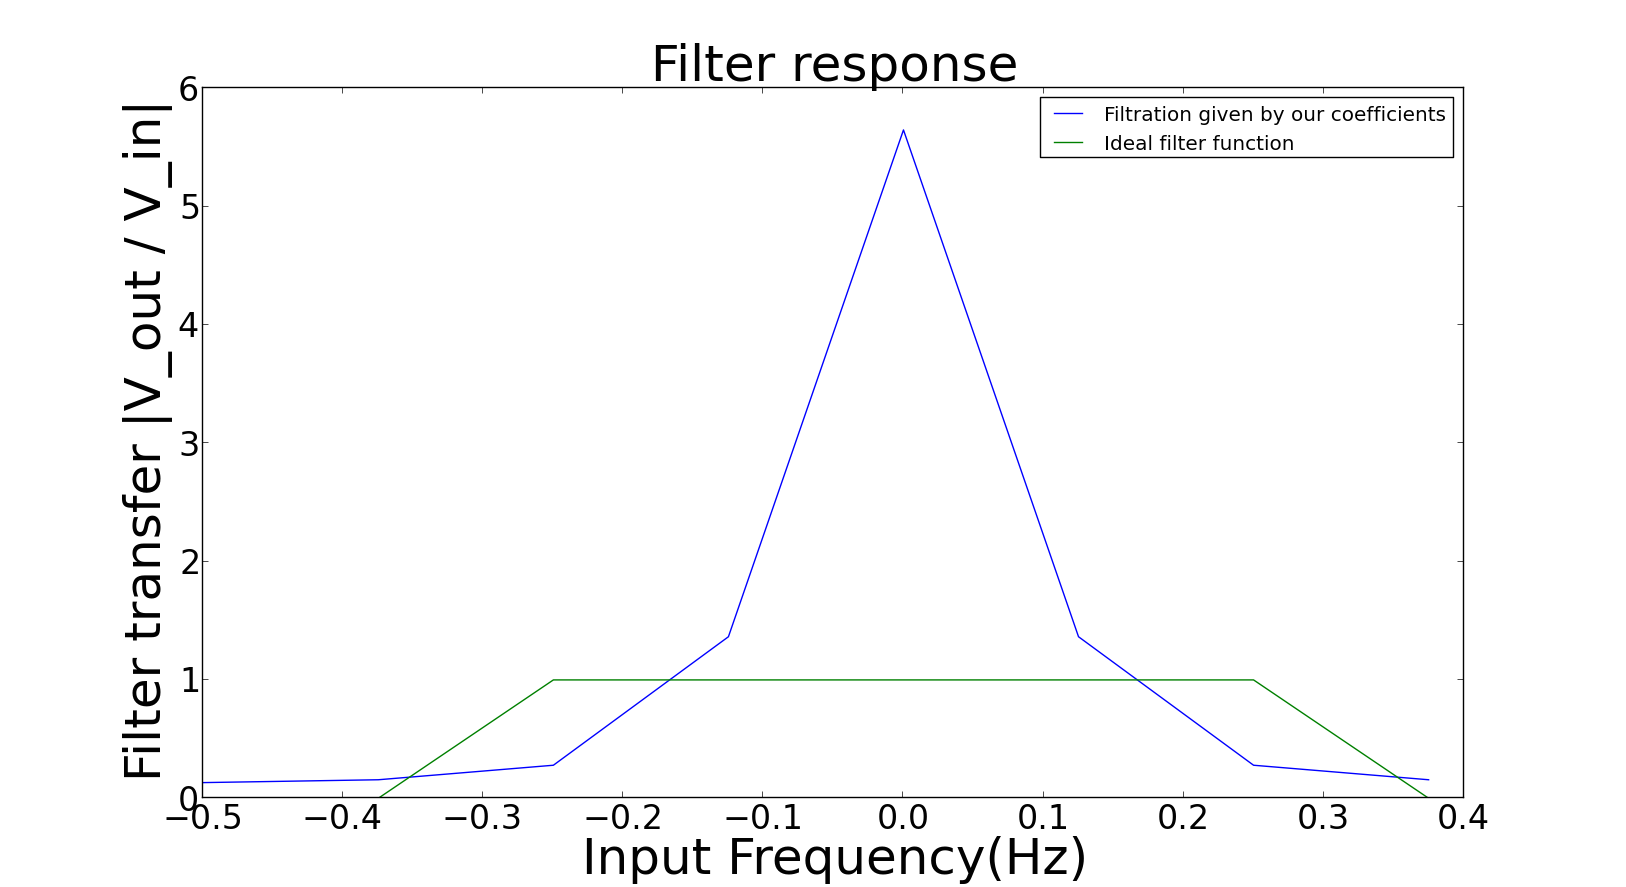 Filter response
Filter transfer |V_out / V_in|
6
5
4
3
2
1
0
Filtration given by our coefficients
Ideal filter function
−0.5 −0.4 −0.3 −0.2 −0.1 0.0 0.1 0.2 0.3 0.4
Input Frequency(Hz)